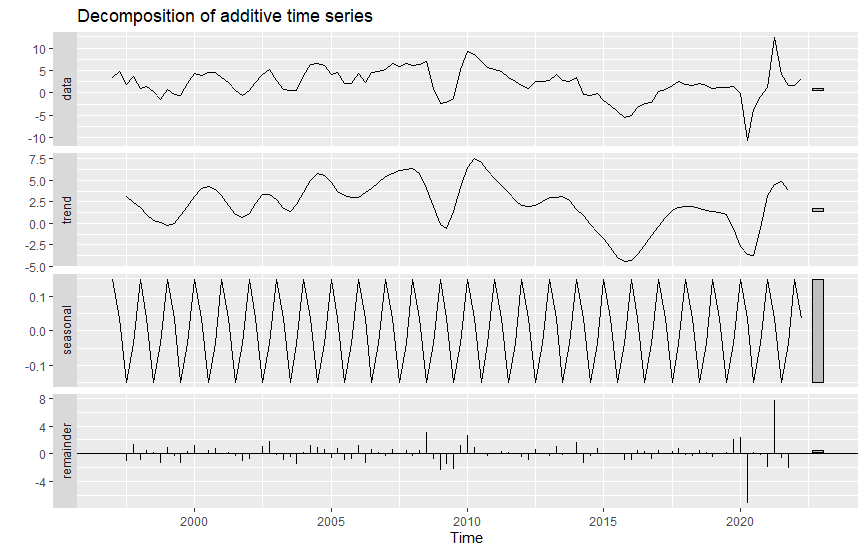 Decomposition of additive time series
data
10
5
0
-5
-10
trend
7.5
5.0
2.5
0.0
-2.5
-5.0
seasonal
0.1
0.0
-0.1
remainder
8
4
0
-4
2000 2005 2010 2015 2020
Time